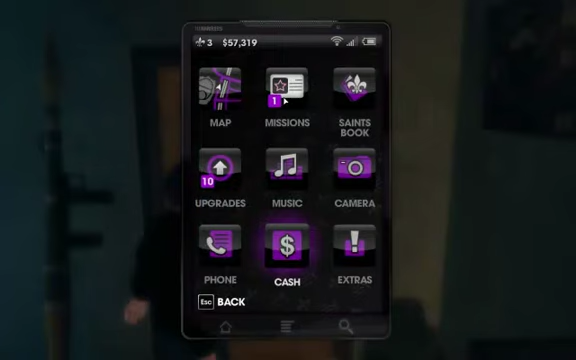 3 $57,319
MAP
1
MISSIONS
SAINTS
BOOK
10
UPGRADES
MUSIC
CAMERA
$
!
PHONE
CASH
EXTRAS
Esc BACK